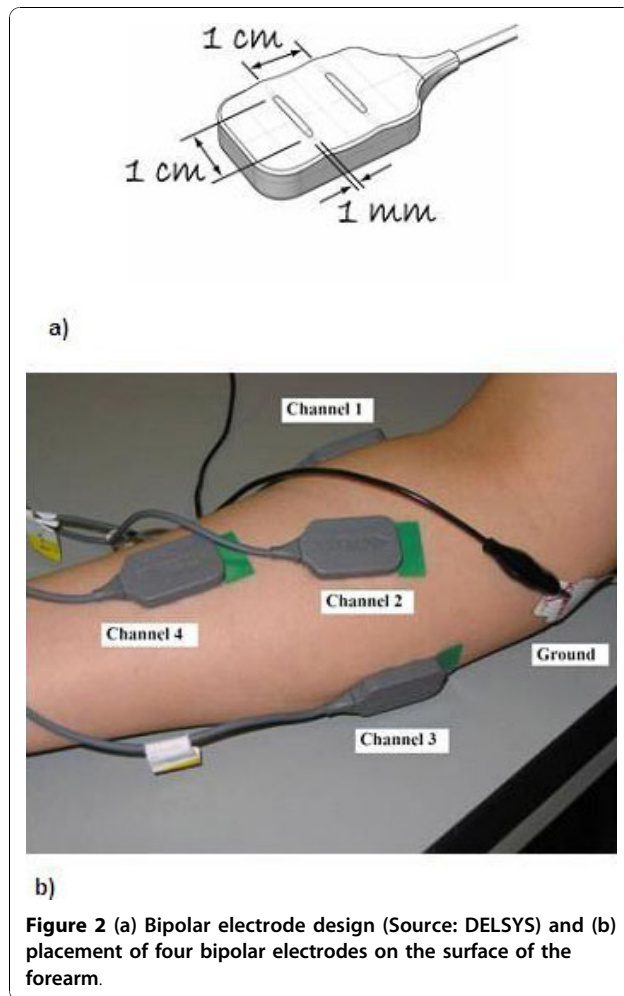 1 cm
1 cm
1 mm
a)
Channel 1
Channel 2
Channel 4
Ground
Channel 3
b)
Figure 2 (a) Bipolar electrode design (Source: DELSYS) and (b)
placement of four bipolar electrodes on the surface of the
forearm.